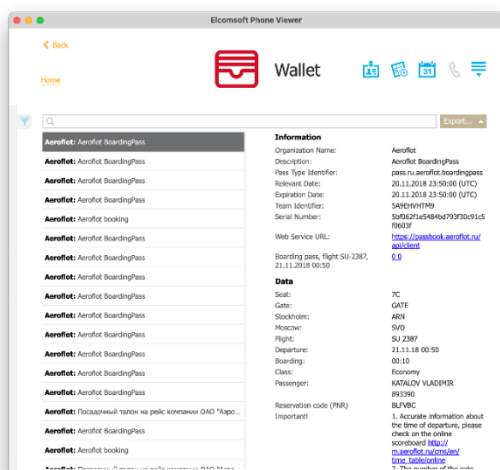 Elcomsoft Phone Viewer
Back
Wallet
31
Home
Export...
Aeroflot: Aeroflot BoardingPass
Aeroflot: Aeroflot BoardingPass
Aeroflot: Aeroflot BoardingPass
Aeroflot: Aeroflot BoardingPass
Aeroflot: Aeroflot booking
Aeroflot: Aeroflot BoardingPass
Aeroflot: Aeroflot BoardingPass
Aeroflot: Aeroflot BoardingPass
Aeroflot: Aeroflot BoardingPass
Aeroflot: Aeroflot BoardingPass
Aeroflot: Aeroflot BoardingPass
Aeroflot: Aeroflot BoardingPass
Aeroflot: Aeroflot BoardingPass
Aeroflot: Aeroflot BoardingPass
Aeroflot: Посадочный талон на рейс компании ОАО "Аэро...
Aeroflot: Aeroflot booking
Information
Organization Name: Aeroflot
Description: Aeroflot BoardingPass
Pass Type Identifier: pass.ru.aeroflot.boardingpass
Relevant Date: 20.11.2018 23:50:00 (UTC)
Expiration Date: 20.11.2018 23:50:00 (UTC)
Team Identifier: 5A9EHVHTM9
Serial Number: 5bf062f1e5484bd793f30c91c5
f0603f
Web Service URL: https://passbook.aeroflot.ru/
api/client
Boarding pass, flight SU-2387, 0 0
21.11.2018 00:50
Data
Seat: 7C
Gate: GATE
Stockholm: ARN
Moscow: SVO
Flight: SU 2387
Departure: 21.11.18 00:50
Boarding: 00:10
Class: Economy
Passenger: KATALOV VLADIMIR
893390
Reservation code (PNR) BLFVBC
Important! 1. Accurate information about
the time of departure, please
check on the online
scoreboard http://
m.aeroflot.ru/cms/en/
time_table/online
2. The number of the gate